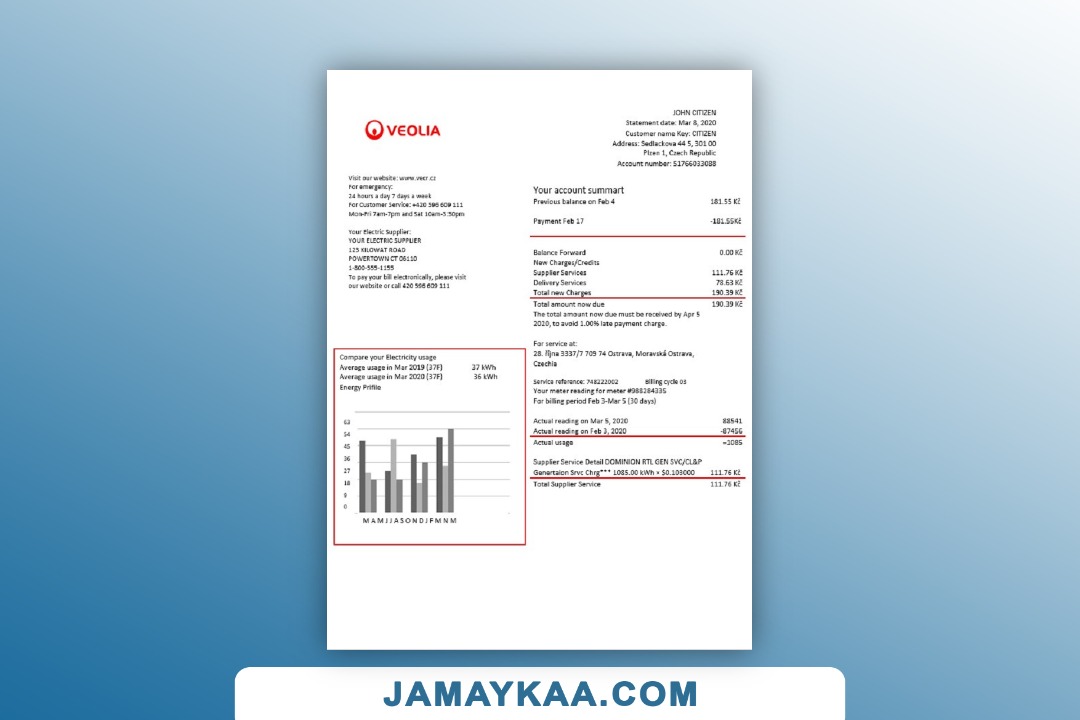 VEOLIA
JOHN CITIZEN
Statement date: Mar 8, 2020
Customer name Key: CITIZEN
Address: Sedlackova 44 5, 301 00
Plzen 1, Czech Republic
Account number: 51766033088
Visit our website: www.vecr.cz
For emergency:
24 hours a day 7 days a week
For Customer Service: +420 596 609 111
Mon-Fri 7am-7pm and Sat 10am-3:50pm
Your Electric Supplier:
YOUR ELECTRIC SUPPLIER
123 KILOWAT ROAD
POWERTOWN CT 06110
1-800-555-1155
To pay your bill electronically, please visit
our website or call 420 596 609 111
Your account summart
Previous balance on Feb 4 181.55 Kč
Payment Feb 17 -181.55Kč
Balance Forward 0.00 Kč
New Charges/Credits
Supplier Services 111.76 Kč
Delivery Services 78.63 Kč
Total new Charges 190.39 Kč
Total amount now due 190.39 Kč
The total amount now due must be received by Apr 5
2020, to avoid 1.00% late payment charge.
For service at:
28. října 3337/7 709 74 Ostrava, Moravská Ostrava,
Czechia
Service reference: 748222002 Billing cycle 03
Your meter reading for meter #988284335
For billing period Feb 3-Mar 5 (30 days)
Actual reading on Mar 5, 2020 88541
Actual reading on Feb 3, 2020 -87456
Actual usage =1085
Supplier Service Detail DOMINION RTL GEN SVC/CL&P
Genertaion Srvc Chrg*** 1085.00 kWh × $0.103000 111.76 Kč
Total Supplier Service 111.76 Kč
Compare your Electricity usage
Average usage in Mar 2019 (37F) 37 kWh
Average usage in Mar 2020 (37F) 36 kWh
Energy Prifile
63
54
45
36
27
18
9
0
M A M J J A S O N D J F M N M
JAMAYKAA.COM